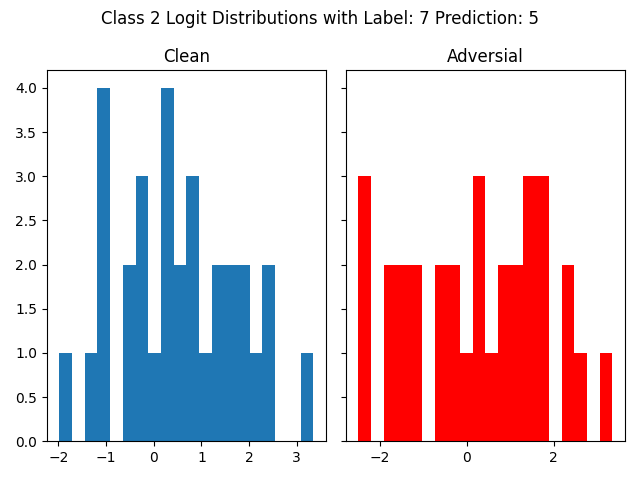 Class 2 Logit Distributions with Label: 7 Prediction: 5
Clean
Adversial
4.0
3.5
3.0
2.5
2.0
1.5
1.0
0.5
0.0
−2 −1 0 1 2 3
−2 0 2